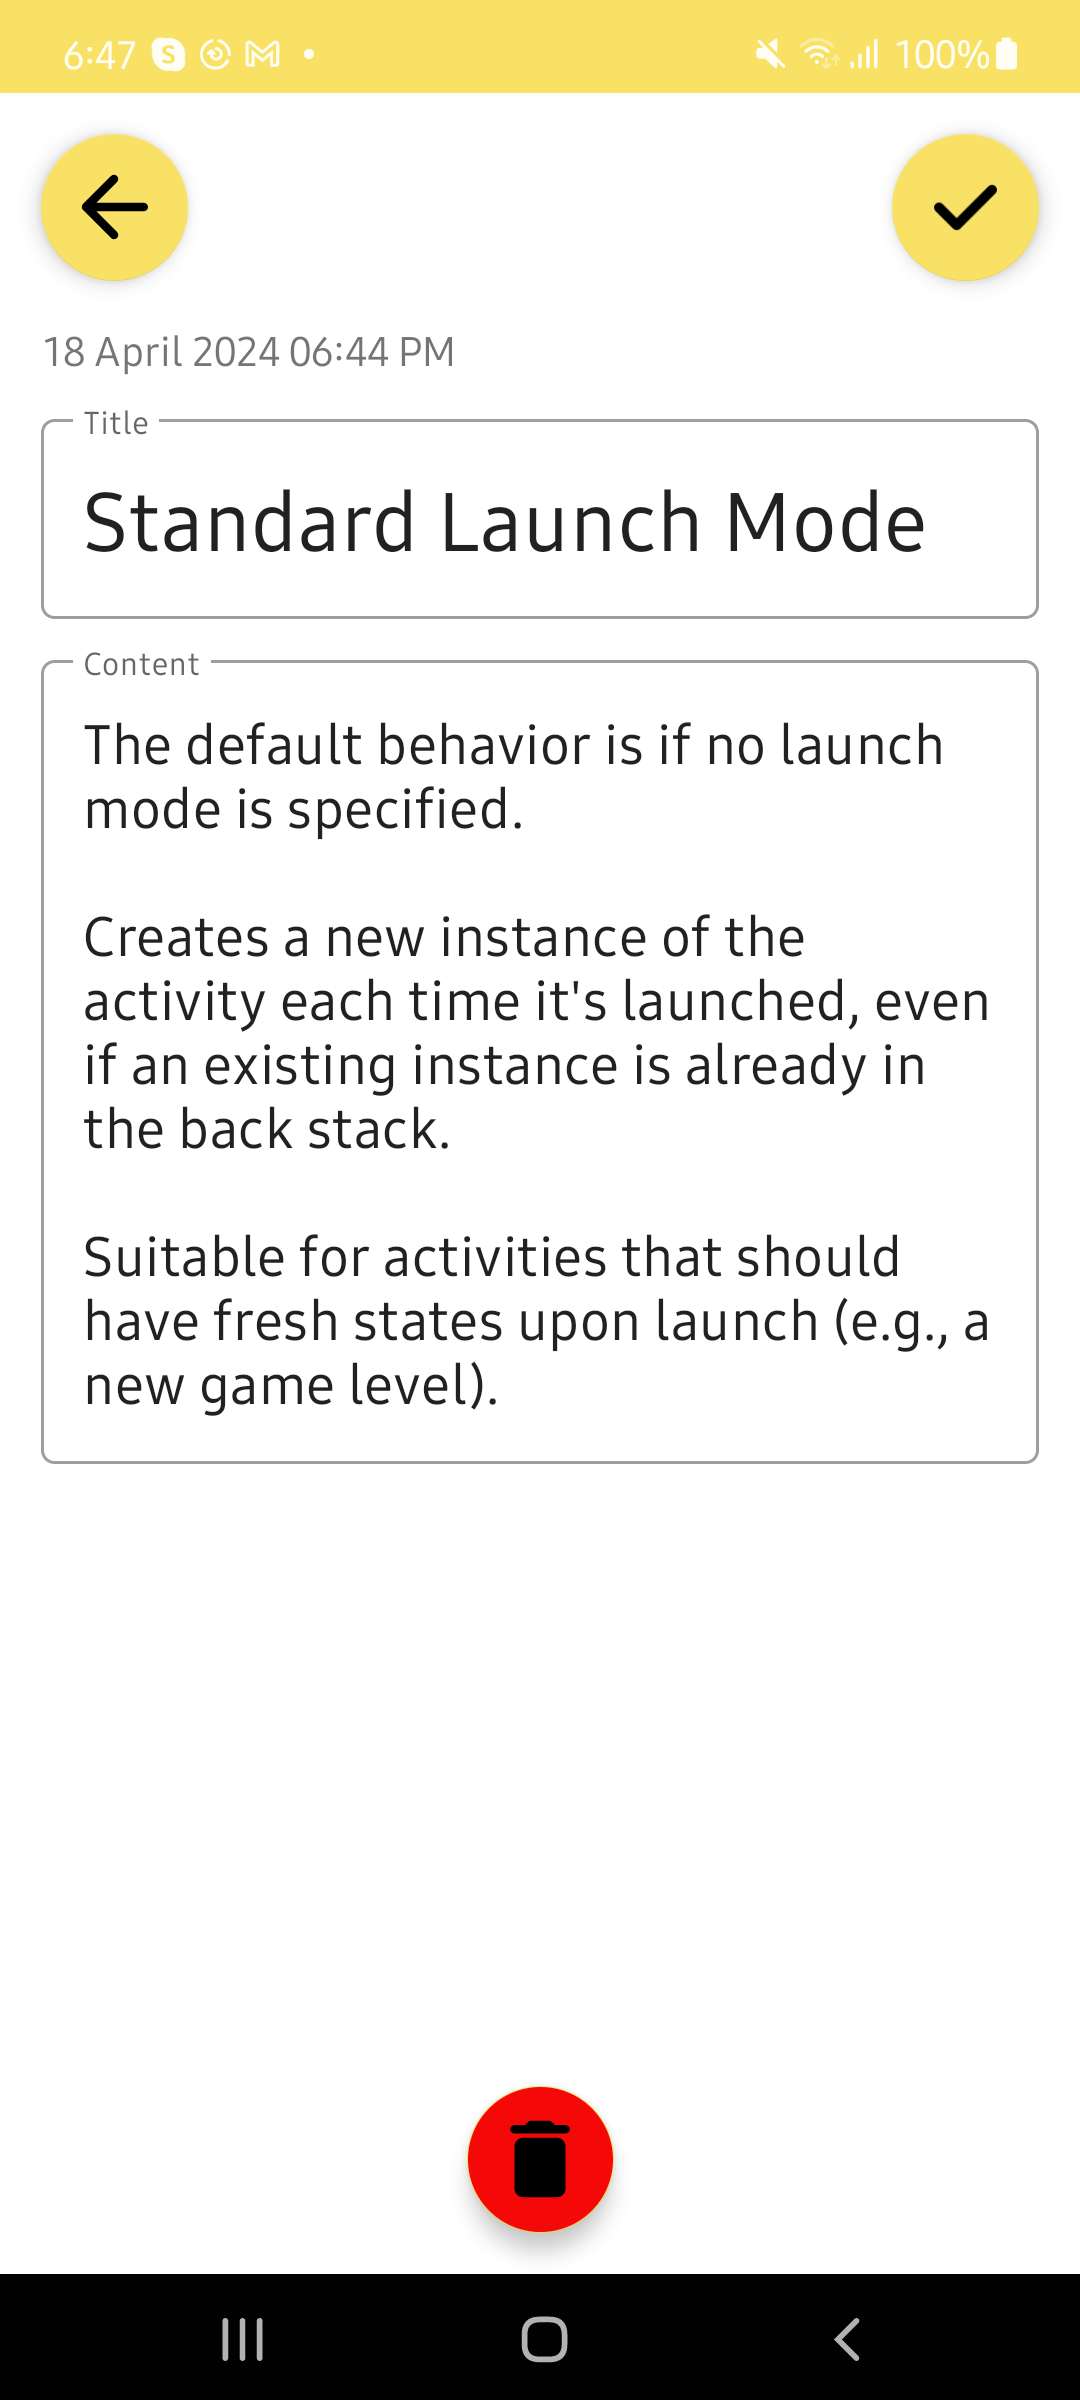 6:47 S 100%
18 April 2024 06:44 PM
Title
Standard Launch Mode
Content
The default behavior is if no launch
mode is specified.
Creates a new instance of the
activity each time it's launched, even
if an existing instance is already in
the back stack.
Suitable for activities that should
have fresh states upon launch (e.g., a
new game level).